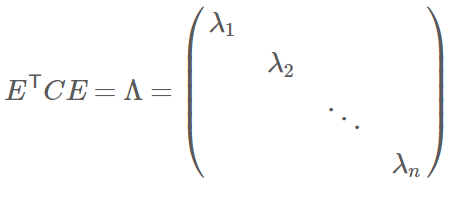 E⊤CE = Λ = (λ1
λ2
⋱
λn)